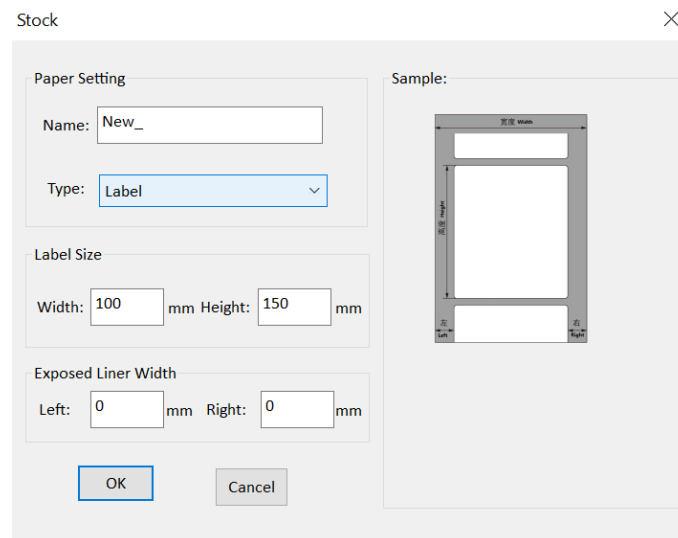 Stock
Paper Setting
Name: New_
Type: Label
Label Size
Width: 100 mm Height: 150 mm
Exposed Liner Width
Left: 0 mm Right: 0 mm
OK Cancel
Sample:
宽度 Width
高度 Height
左 右
Left Right